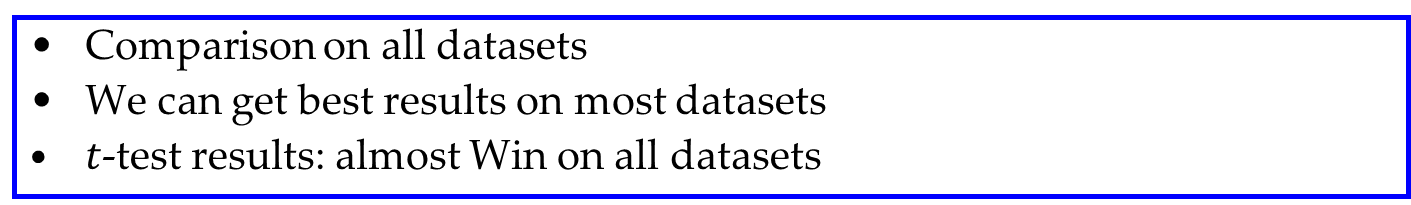 • Comparison on all datasets
• We can get best results on most datasets
• t-test results: almost Win on all datasets